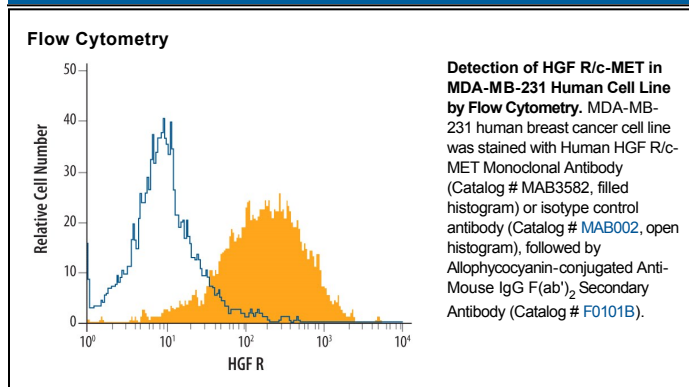 Flow Cytometry
50
40
30
20
10
0
Relative Cell Number
10⁰
10¹
10²
10³
10⁴
HGF R
Detection of HGF R/c-MET in
MDA-MB-231 Human Cell Line
by Flow Cytometry. MDA-MB-
231 human breast cancer cell line
was stained with Human HGF R/c-
MET Monoclonal Antibody
(Catalog # MAB3582, filled
histogram) or isotype control
antibody (Catalog # MAB002, open
histogram), followed by
Allophycocyanin-conjugated Anti-
Mouse IgG F(ab')₂ Secondary
Antibody (Catalog # F0101B).